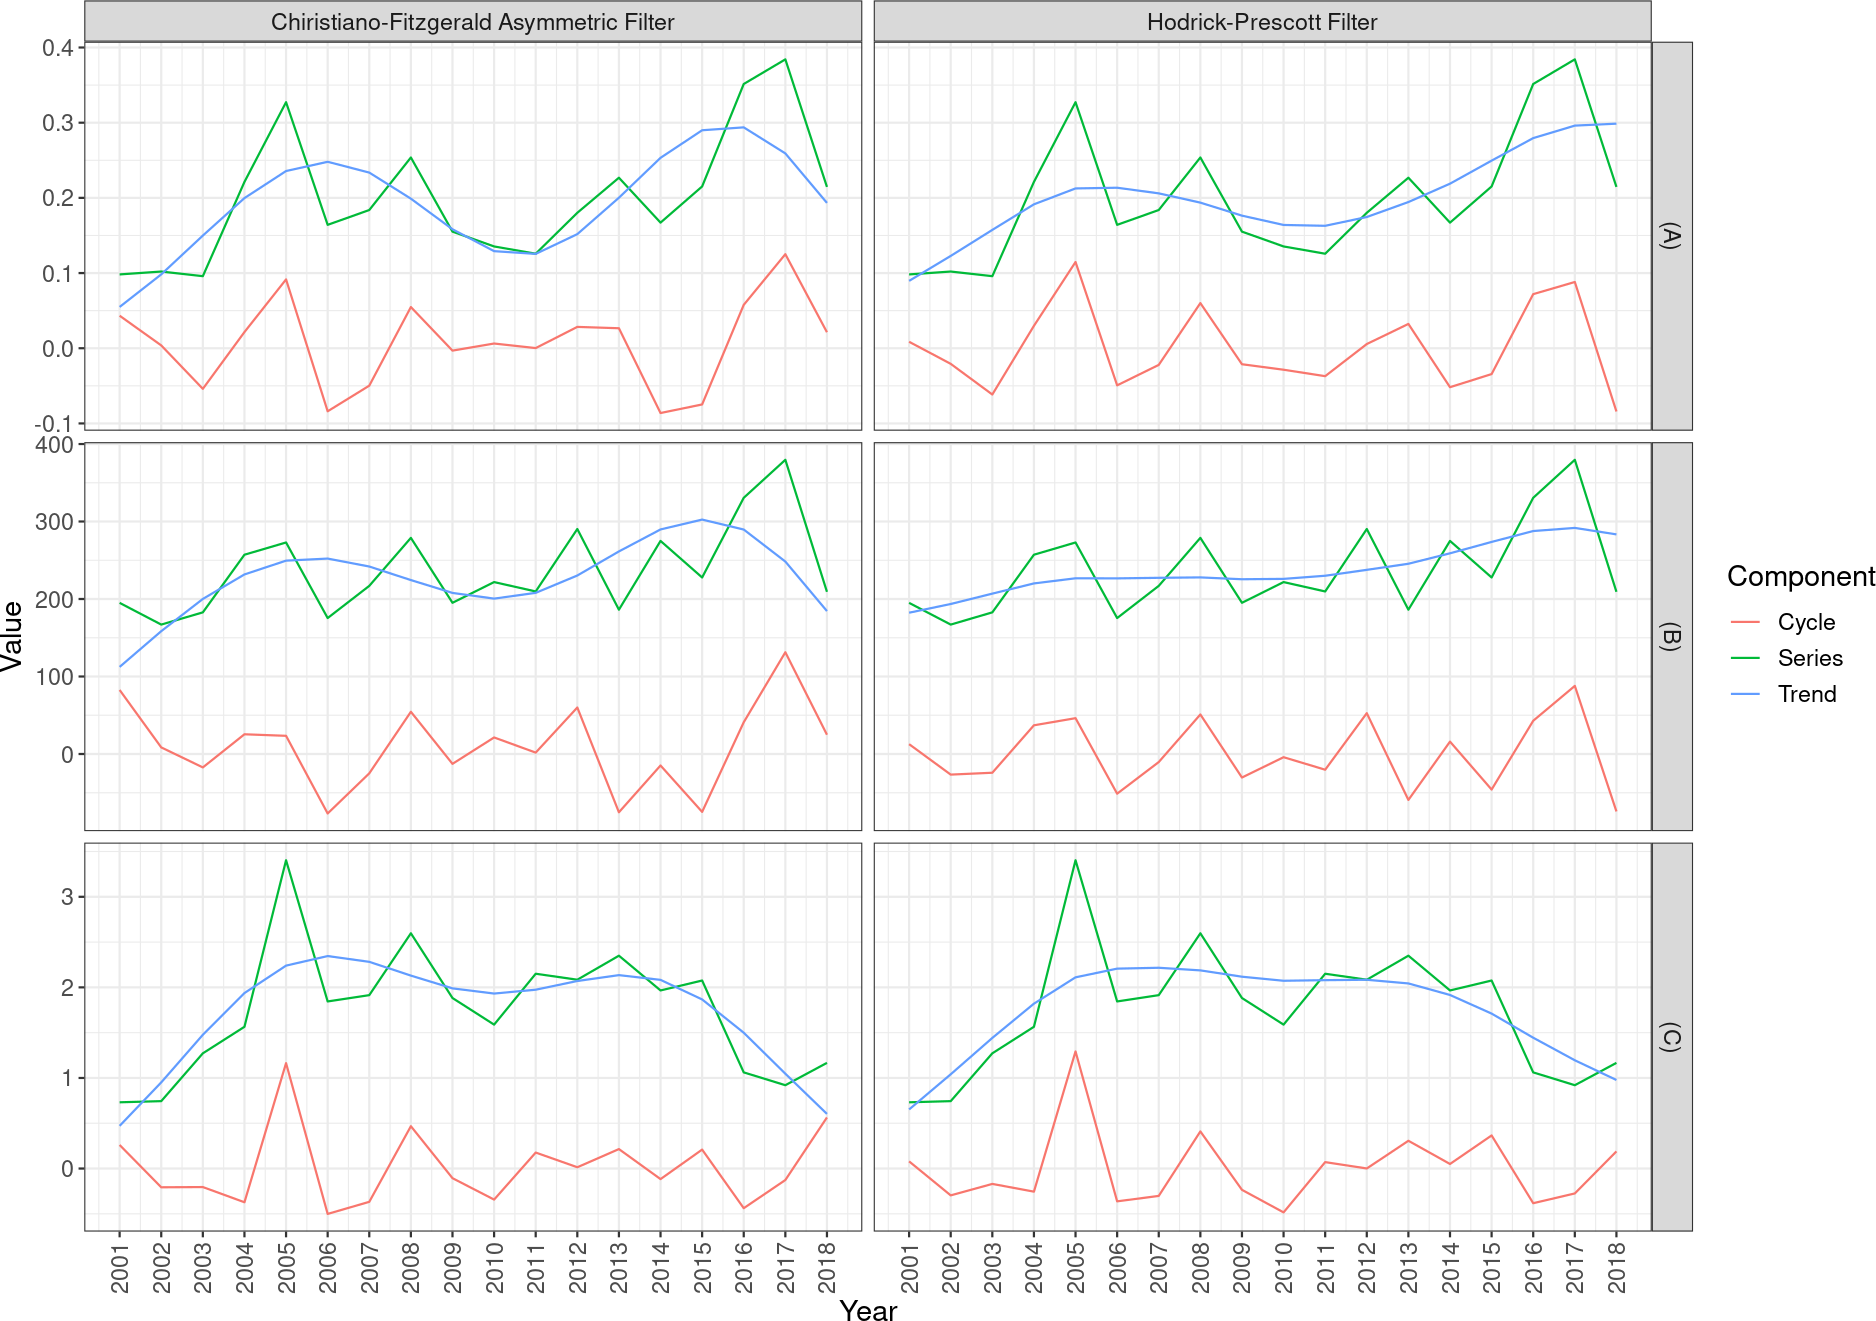 Chiristiano-Fitzgerald Asymmetric Filter
Hodrick-Prescott Filter
0.4
0.3
0.2
0.1
0.0
-0.1
(A)
400
300
200
100
0
(B)
3
2
1
0
(C)
Value
2001 2002 2003 2004 2005 2006 2007 2008 2009 2010 2011 2012 2013 2014 2015 2016 2017 2018
2001 2002 2003 2004 2005 2006 2007 2008 2009 2010 2011 2012 2013 2014 2015 2016 2017 2018
Year
Component
Cycle
Series
Trend